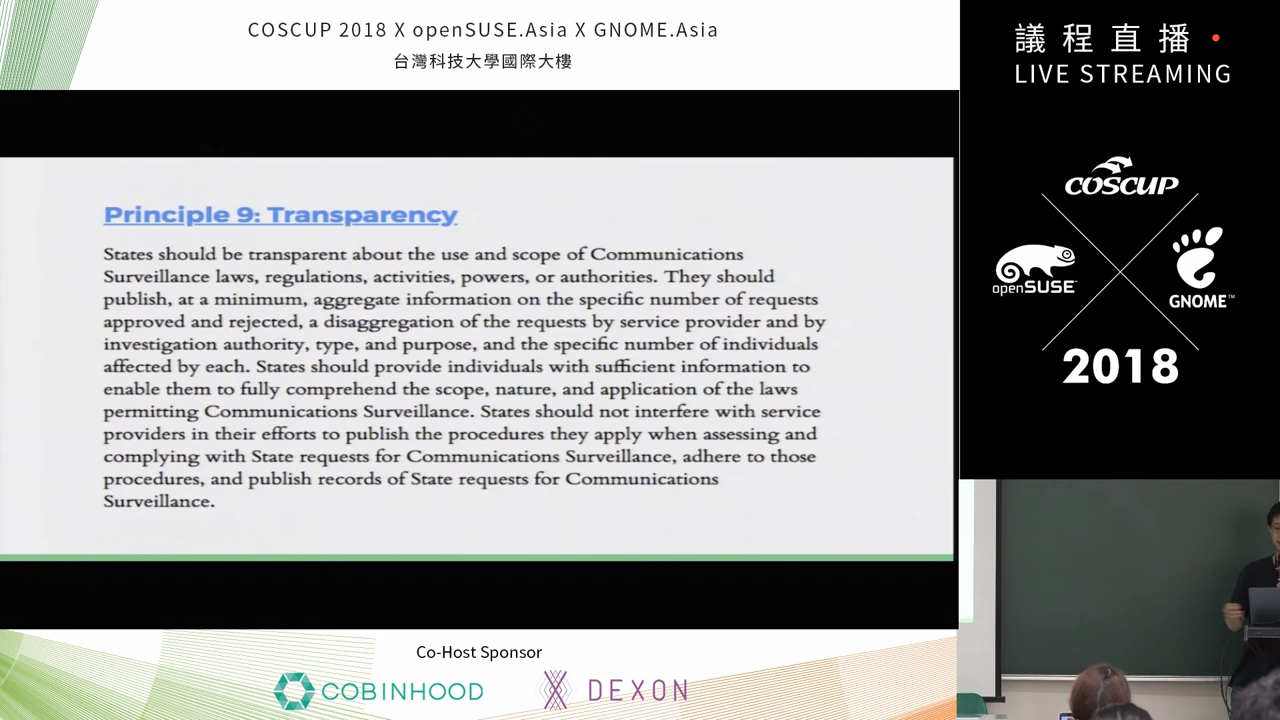 COSCUP 2018 X openSUSE.Asia X GNOME.Asia
台灣科技大學國際大樓
議程直播
LIVE STREAMING
COSCUP
openSUSE
GNOME™
2018
Principle 9: Transparency
States should be transparent about the use and scope of Communications
Surveillance laws, regulations, activities, powers, or authorities. They should
publish, at a minimum, aggregate information on the specific number of requests
approved and rejected, a disaggregation of the requests by service provider and by
investigation authority, type, and purpose, and the specific number of individuals
affected by each. States should provide individuals with sufficient information to
enable them to fully comprehend the scope, nature, and application of the laws
permitting Communications Surveillance. States should not interfere with service
providers in their efforts to publish the procedures they apply when assessing and
complying with State requests for Communications Surveillance, adhere to those
procedures, and publish records of State requests for Communications
Surveillance.
Co-Host Sponsor
COBINHOOD
DEXON